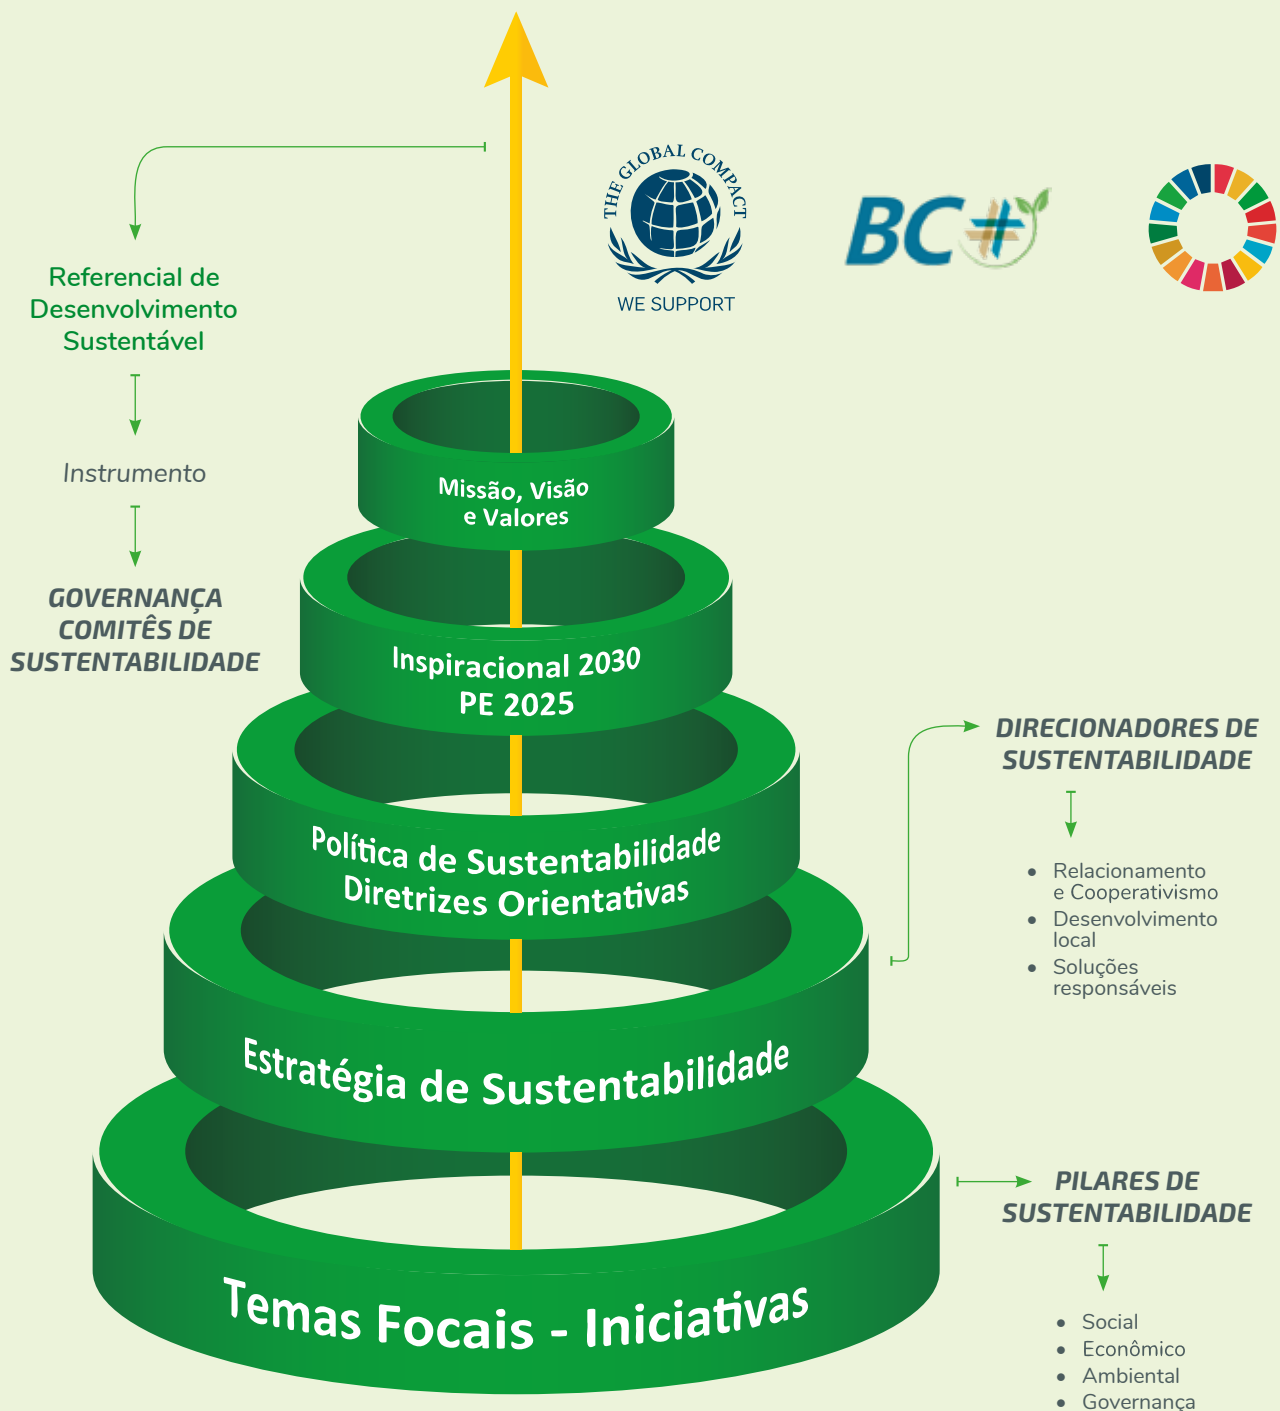 THE GLOBAL COMPACT
WE SUPPORT
BC#
Referencial de
Desenvolvimento
Sustentável
Instrumento
GOVERNANÇA
COMITÊS DE
SUSTENTABILIDADE
Missão, Visão
e Valores
Inspiracional 2030
PE 2025
Política de Sustentabilidade
Diretrizes Orientativas
Estratégia de Sustentabilidade
Temas Focais - Iniciativas
DIRECIONADORES DE
SUSTENTABILIDADE
• Relacionamento
e Cooperativismo
• Desenvolvimento
local
• Soluções
responsáveis
PILARES DE
SUSTENTABILIDADE
• Social
• Econômico
• Ambiental
• Governança